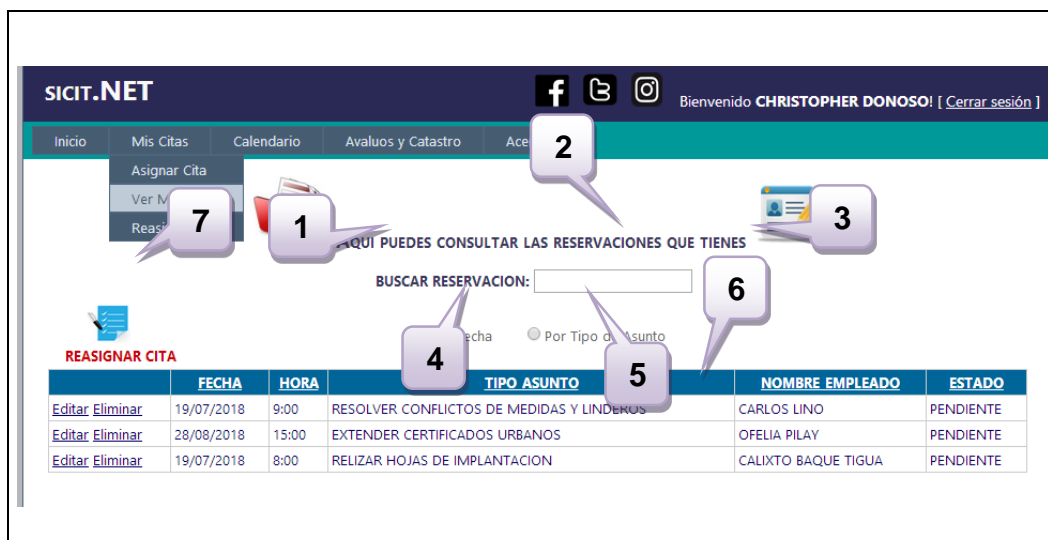 SICIT.NET
Bienvenido CHRISTOPHER DONOSO! [ Cerrar sesión ]
Inicio Mis Citas Calendario Avaluos y Catastro
Asignar Cita
Ver
2
7
1
3
AQUI PUEDES CONSULTAR LAS RESERVACIONES QUE TIENES
BUSCAR RESERVACION:
6
4
Por Tipo de Asunto
5
REASIGNAR CITA
FECHA HORA TIPO ASUNTO NOMBRE EMPLEADO ESTADO
Editar Eliminar 19/07/2018 9:00 RESOLVER CONFLICTOS DE MEDIDAS Y LINDEROS CARLOS LINO PENDIENTE
Editar Eliminar 28/08/2018 15:00 EXTENDER CERTIFICADOS URBANOS OFELIA PILAY PENDIENTE
Editar Eliminar 19/07/2018 8:00 RELIZAR HOJAS DE IMPLANTACION CALIXTO BAQUE TIGUA PENDIENTE